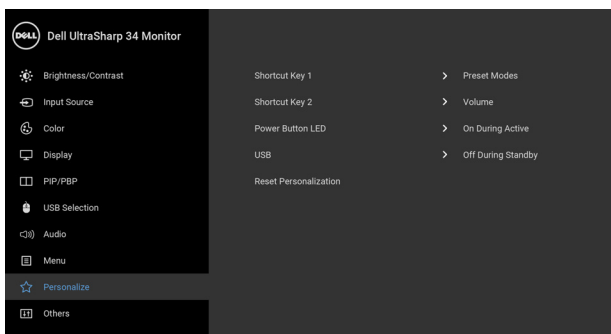 DELL Dell UltraSharp 34 Monitor
Brightness/Contrast
Input Source
Color
Display
PIP/PBP
USB Selection
Audio
Menu
Personalize
Others
Shortcut Key 1 > Preset Modes
Shortcut Key 2 > Volume
Power Button LED > On During Active
USB > Off During Standby
Reset Personalization